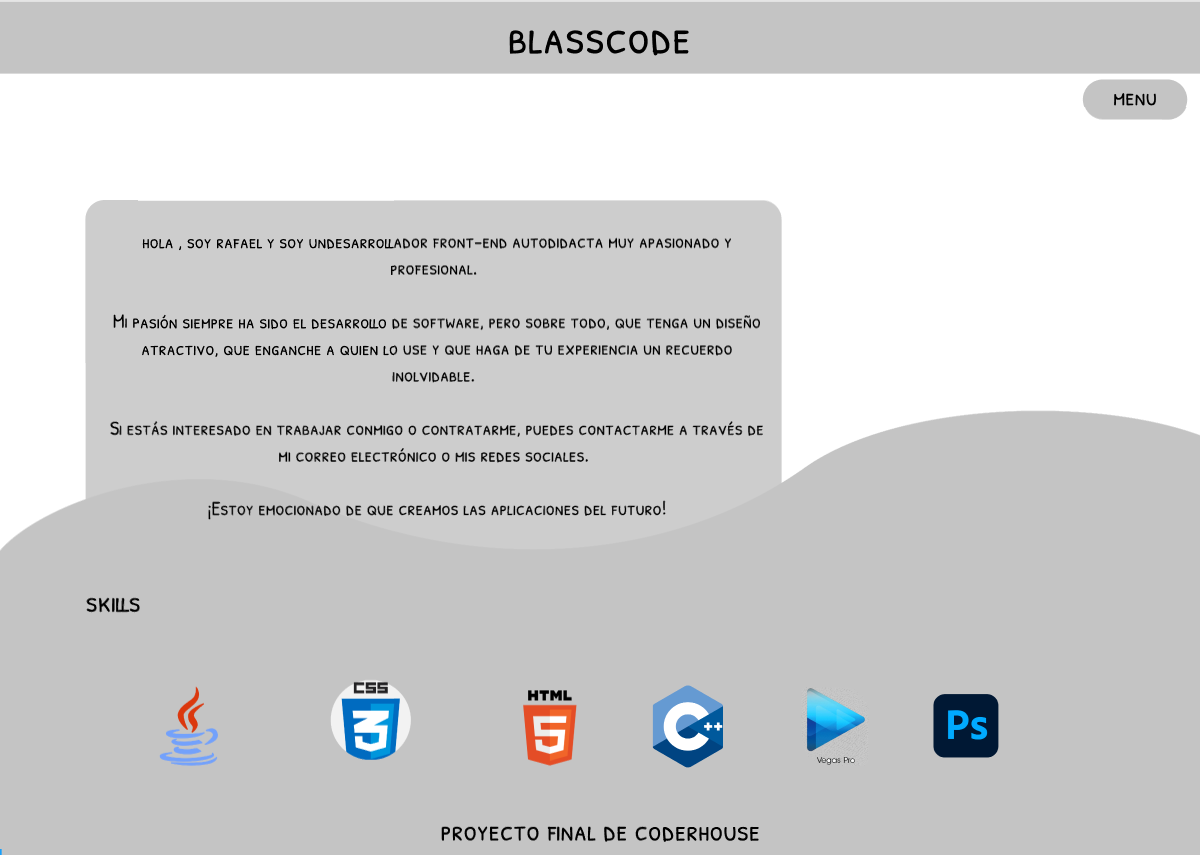 BLASSCODE
MENU
HOLA , SOY RAFAEL Y SOY UNDESARROLLADOR FRONT-END AUTODIDACTA MUY APASIONADO Y
PROFESIONAL.
MI PASIÓN SIEMPRE HA SIDO EL DESARROLLO DE SOFTWARE, PERO SOBRE TODO, QUE TENGA UN DISEÑO
ATRACTIVO, QUE ENGANCHE A QUIEN LO USE Y QUE HAGA DE TU EXPERIENCIA UN RECUERDO
INOLVIDABLE.
SI ESTÁS INTERESADO EN TRABAJAR CONMIGO O CONTRATARME, PUEDES CONTACTARME A TRAVÉS DE
MI CORREO ELECTRÓNICO O MIS REDES SOCIALES.
¡ESTOY EMOCIONADO DE QUE CREAMOS LAS APLICACIONES DEL FUTURO!
SKILLS
CSS
3
HTML
5
C++
Vegas Pro
Ps
PROYECTO FINAL DE CODERHOUSE